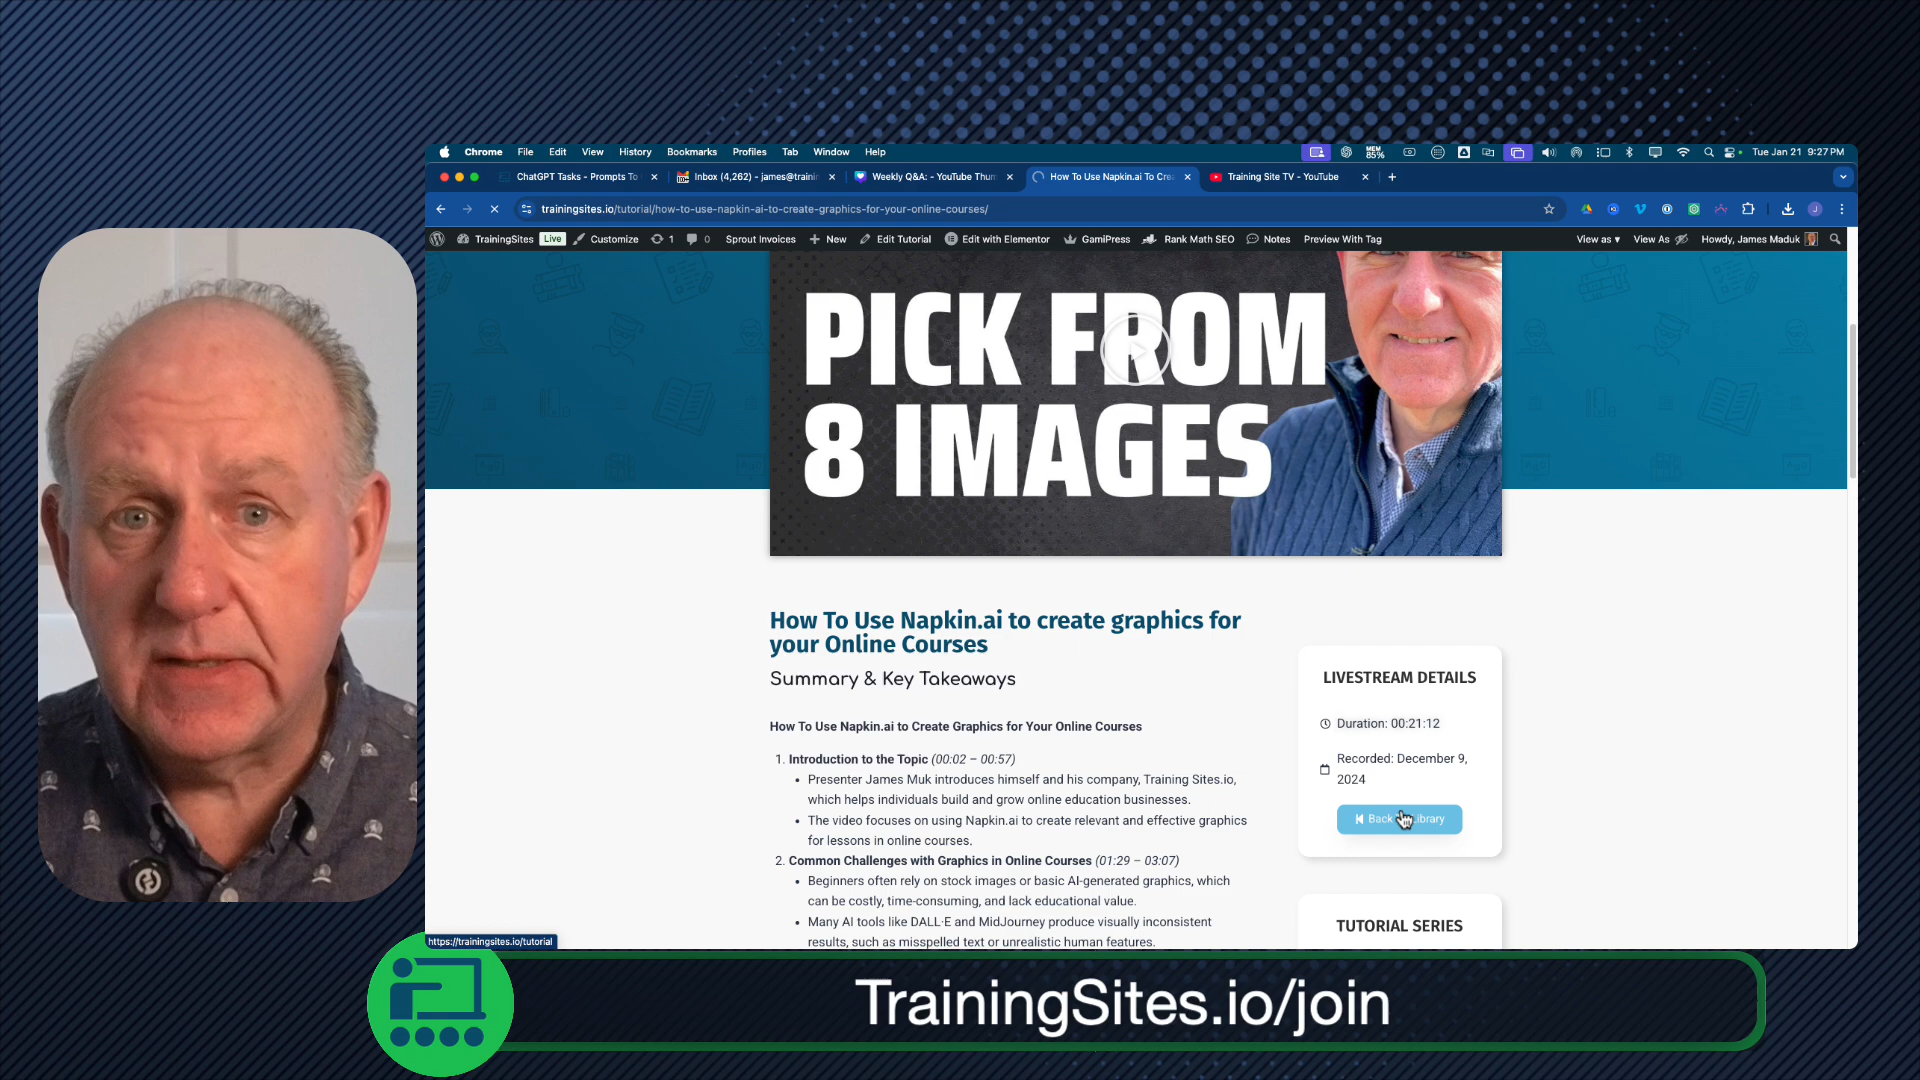 Chrome File Edit View History Bookmarks Profiles Tab Window Help MEM 85% Tue Jan 21 9:27 PM
ChatGPT Tasks - Prompts To Inbox (4,262) - james@traini Weekly Q&A: - YouTube Thum How To Use Napkin.ai To Crea Training Site TV - YouTube
trainingsites.io/tutorial/how-to-use-napkin-ai-to-create-graphics-for-your-online-courses/
TrainingSites Live Customize 1 0 Sprout Invoices New Edit Tutorial Edit with Elementor GamiPress Rank Math SEO Notes Preview With Tag View as View As Howdy, James Maduk
PICK FROM
8 IMAGES
How To Use Napkin.ai to create graphics for
your Online Courses
Summary & Key Takeaways
How To Use Napkin.ai to Create Graphics for Your Online Courses
1. Introduction to the Topic (00:02 – 00:57)
• Presenter James Muk introduces himself and his company, Training Sites.io,
which helps individuals build and grow online education businesses.
• The video focuses on using Napkin.ai to create relevant and effective graphics
for lessons in online courses.
2. Common Challenges with Graphics in Online Courses (01:29 – 03:07)
• Beginners often rely on stock images or basic AI-generated graphics, which
can be costly, time-consuming, and lack educational value.
• Many AI tools like DALL·E and MidJourney produce visually inconsistent
results, such as misspelled text or unrealistic human features.
LIVESTREAM DETAILS
Duration: 00:21:12
Recorded: December 9,
2024
Back Library
TUTORIAL SERIES
https://trainingsites.io/tutorial
TrainingSites.io/join